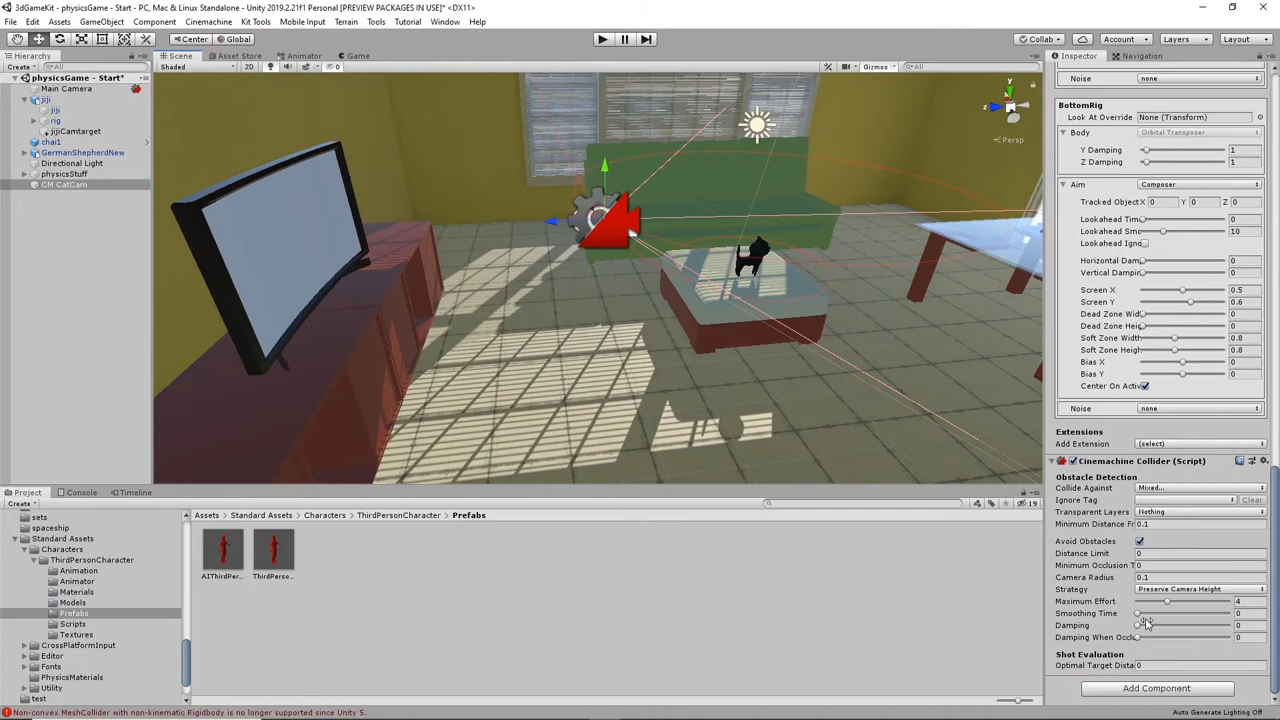 3dGameKit - physicsGame - Start - PC, Mac & Linux Standalone - Unity 2019.2.21f1 Personal [PREVIEW PACKAGES IN USE]* <DX11>
File Edit Assets GameObject Component Cinemachine Kit Tools Mobile Input Terrain Tools Tutorial Window Help
Center Global Collab Account Layers Layout
Hierarchy Scene Asset Store Animator Game Inspector Navigation
Create All Shaded 2D 0 Gizmos All
physicsGame - Start*
Main Camera
jiji
jiji
rig
jijiCamtarget
chai1
GermanShepherdNew
Directional Light
physicsStuff
CM CatCam
y
z
Persp
Noise none
BottomRig
Look At Override None (Transform)
Body Orbital Transposer
Y Damping 1
Z Damping 1
Aim Composer
Tracked Object X 0 Y 0 Z 0
Lookahead Tim 0
Lookahead Smo 10
Lookahead Igno
Horizontal Dam 0
Vertical Dampin 0
Screen X 0.5
Screen Y 0.6
Dead Zone Wid 0
Dead Zone Hei 0
Soft Zone Width 0.8
Soft Zone Heigh 0.8
Bias X 0
Bias Y 0
Center On Activ
Noise none
Extensions
Add Extension (select)
Cinemachine Collider (Script)
Obstacle Detection
Collide Against Mixed...
Ignore Tag Clear
Transparent Layers Nothing
Minimum Distance Fr 0.1
Avoid Obstacles
Distance Limit 0
Minimum Occlusion T 0
Camera Radius 0.1
Strategy Preserve Camera Height
Maximum Effort 4
Smoothing Time 0
Damping 0
Damping When Occlu 0
Shot Evaluation
Optimal Target Dista 0
Add Component
Project Console Timeline
Create 19
sets
spaceship
Standard Assets
Characters
ThirdPersonCharacter
Animation
Animator
Materials
Models
Prefabs
Scripts
Textures
CrossPlatformInput
Editor
Fonts
PhysicsMaterials
Utility
test
Assets Standard Assets Characters ThirdPersonCharacter Prefabs
AIThirdPer... ThirdPerso...
Non-convex MeshCollider with non-kinematic Rigidbody is no longer supported since Unity 5.
Auto Generate Lighting Off